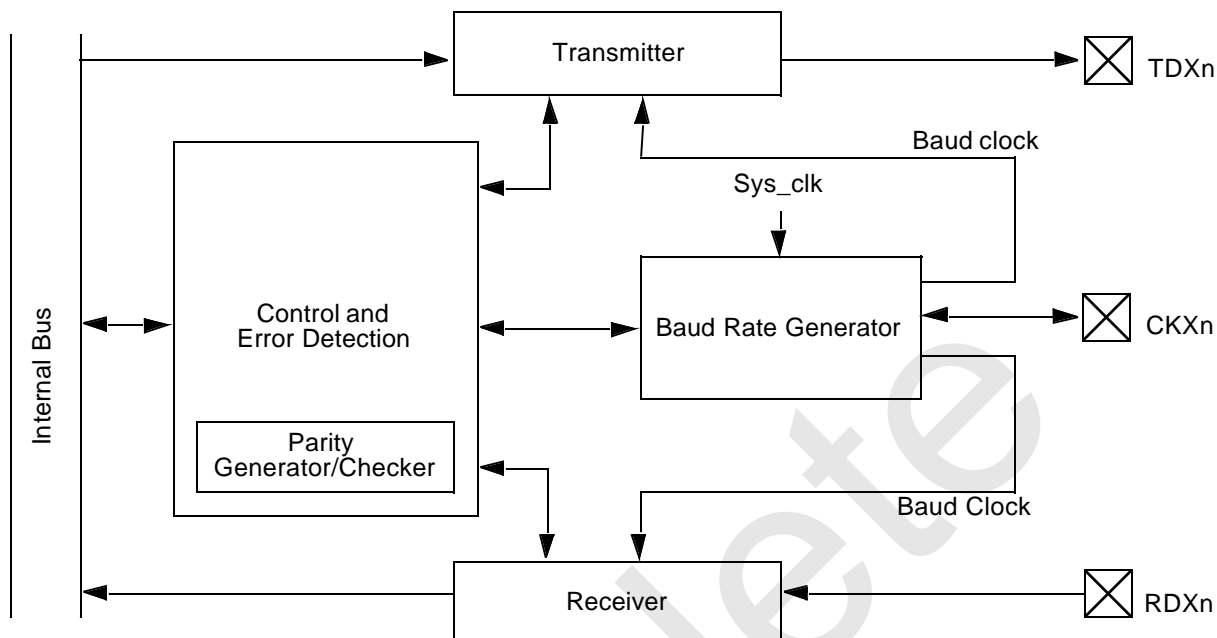 Transmitter
TDXn
Baud clock
Sys_clk
Internal Bus
Control and
Error Detection
Baud Rate Generator
CKXn
Parity
Generator/Checker
Baud Clock
Receiver
RDXn
lete